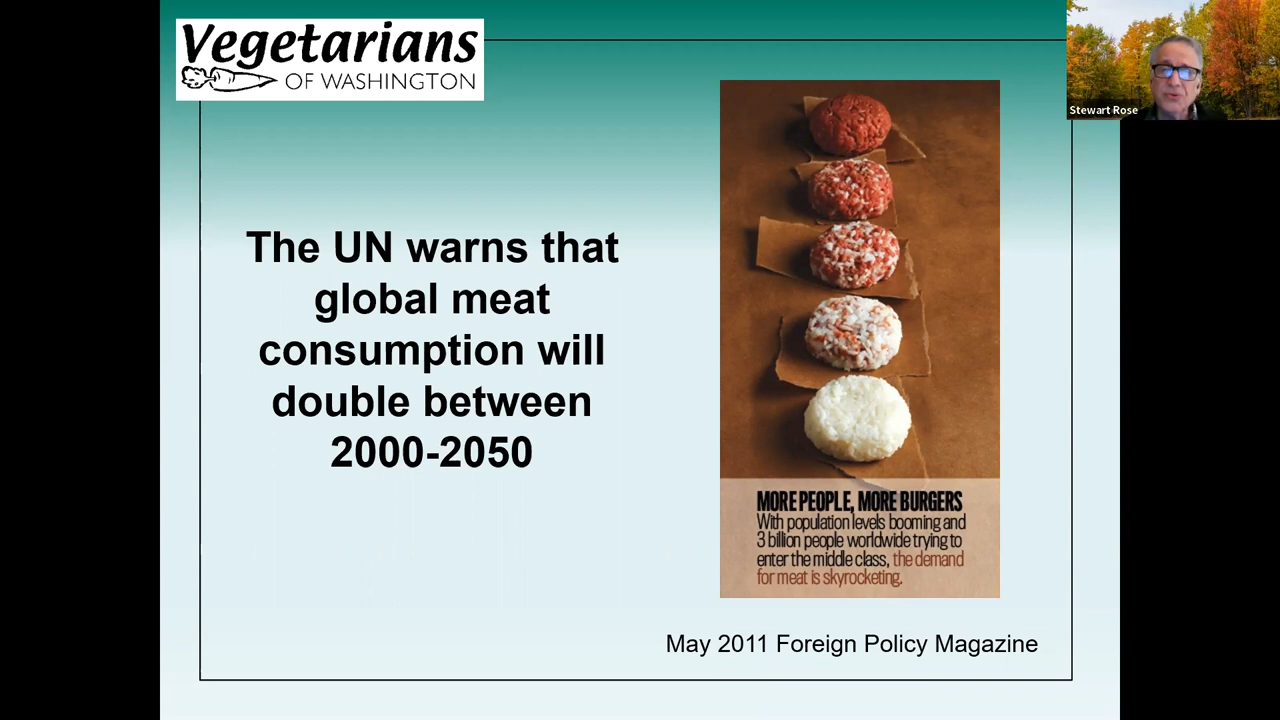 Vegetarians
OF WASHINGTON
Stewart Rose
The UN warns that
global meat
consumption will
double between
2000-2050
MORE PEOPLE, MORE BURGERS
With population levels booming and
3 billion people worldwide trying to
enter the middle class, the demand
for meat is skyrocketing.
May 2011 Foreign Policy Magazine